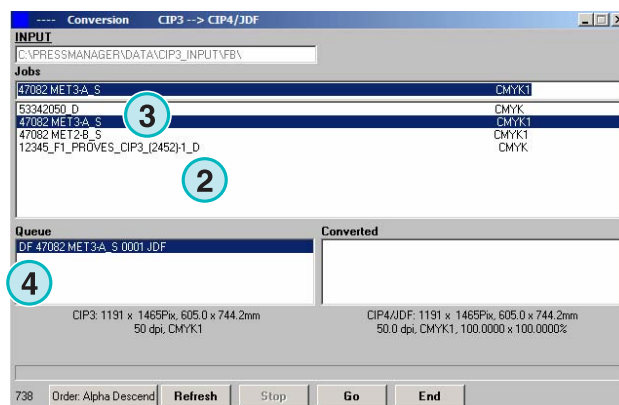 ---- Conversion CIP3 --> CIP4/JDF
INPUT
C:\PRESSMANAGER\DATA\CIP3_INPUT\FB\
Jobs
47082 MET3-A_S CMYK1
53342050_D CMYK
47082 MET3-A_S CMYK1
47082 MET2-B_S CMYK1
12345_F1_PROVES_CIP3_(2452)-1_D CMYK
3
2
Queue Converted
DF 47082 MET3-A_S 0001 JDF
4
CIP3: 1191 x 1465Pix, 605.0 x 744.2mm
50 dpi, CMYK1
CIP4/JDF: 1191 x 1465Pix, 605.0 x 744.2mm
50.0 dpi, CMYK1, 100.0000 x 100.0000%
738 Order: Alpha Descend Refresh Stop Go End